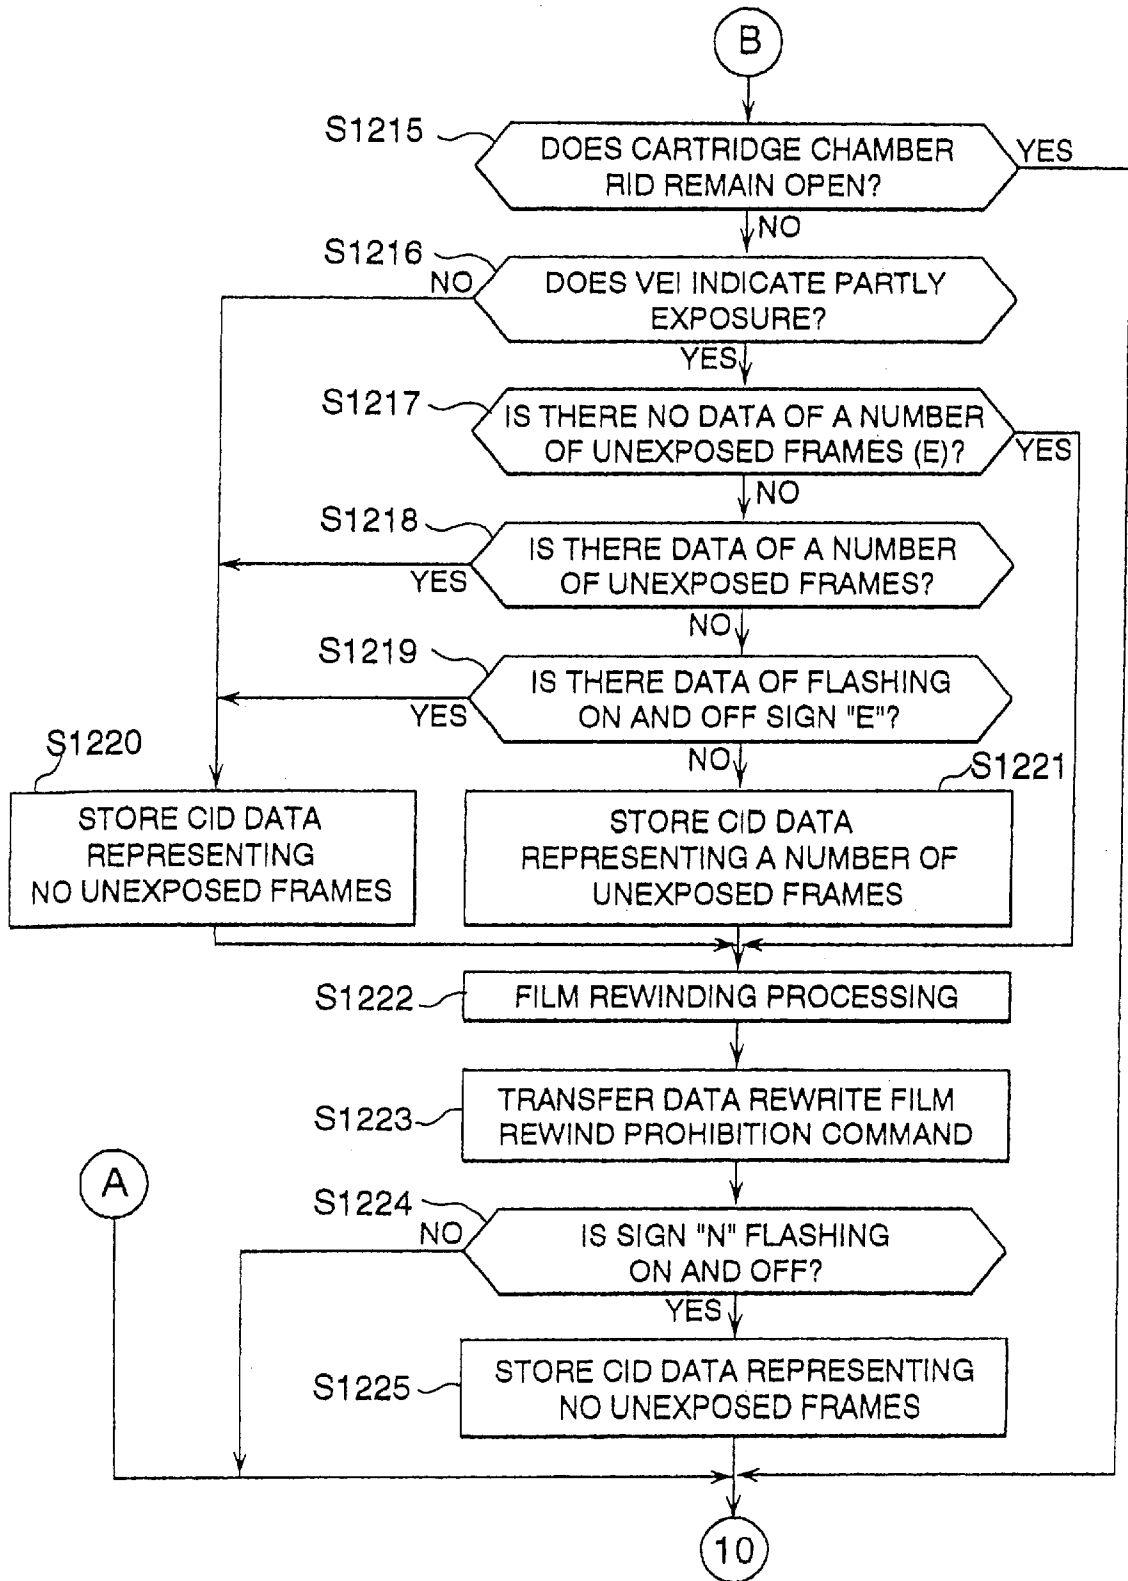 B
S1215
DOES CARTRIDGE CHAMBER
RID REMAIN OPEN?
YES
NO
S1216
NO
DOES VEI INDICATE PARTLY
EXPOSURE?
YES
S1217
IS THERE NO DATA OF A NUMBER
OF UNEXPOSED FRAMES (E)?
YES
NO
S1218
IS THERE DATA OF A NUMBER
OF UNEXPOSED FRAMES?
YES
NO
S1219
IS THERE DATA OF FLASHING
ON AND OFF SIGN "E"?
YES
NO
S1220
STORE CID DATA
REPRESENTING
NO UNEXPOSED FRAMES
S1221
STORE CID DATA
REPRESENTING A NUMBER OF
UNEXPOSED FRAMES
S1222
FILM REWINDING PROCESSING
S1223
TRANSFER DATA REWRITE FILM
REWIND PROHIBITION COMMAND
A
S1224
NO
IS SIGN "N" FLASHING
ON AND OFF?
YES
S1225
STORE CID DATA REPRESENTING
NO UNEXPOSED FRAMES
10